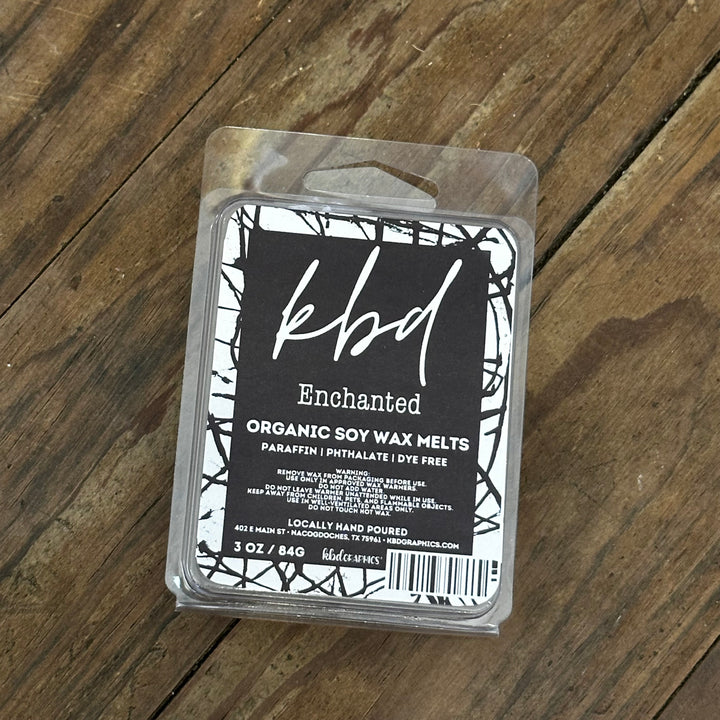 kbd
Enchanted
ORGANIC SOY WAX MELTS
PARAFFIN | PHTHALATE | DYE FREE
WARNING:
REMOVE WAX FROM PACKAGING BEFORE USE.
USE ONLY IN APPROVED WAX WARMERS.
DO NOT ADD WATER
DO NOT LEAVE WARMER UNATTENDED WHILE IN USE.
KEEP AWAY FROM CHILDREN, PETS, AND FLAMMABLE OBJECTS.
USE IN WELL-VENTILATED AREAS ONLY.
DO NOT TOUCH HOT WAX.
LOCALLY HAND POURED
402 E MAIN ST • NACOGDOCHES, TX 75961 • KBDGRAPHICS.COM
3 OZ / 84G kbd GRAPHICS